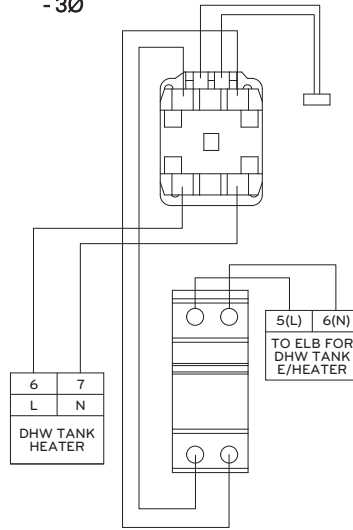 - 3Ø
5(L) 6(N)
TO ELB FOR
DHW TANK
E/HEATER
6 7
L N
DHW TANK
HEATER